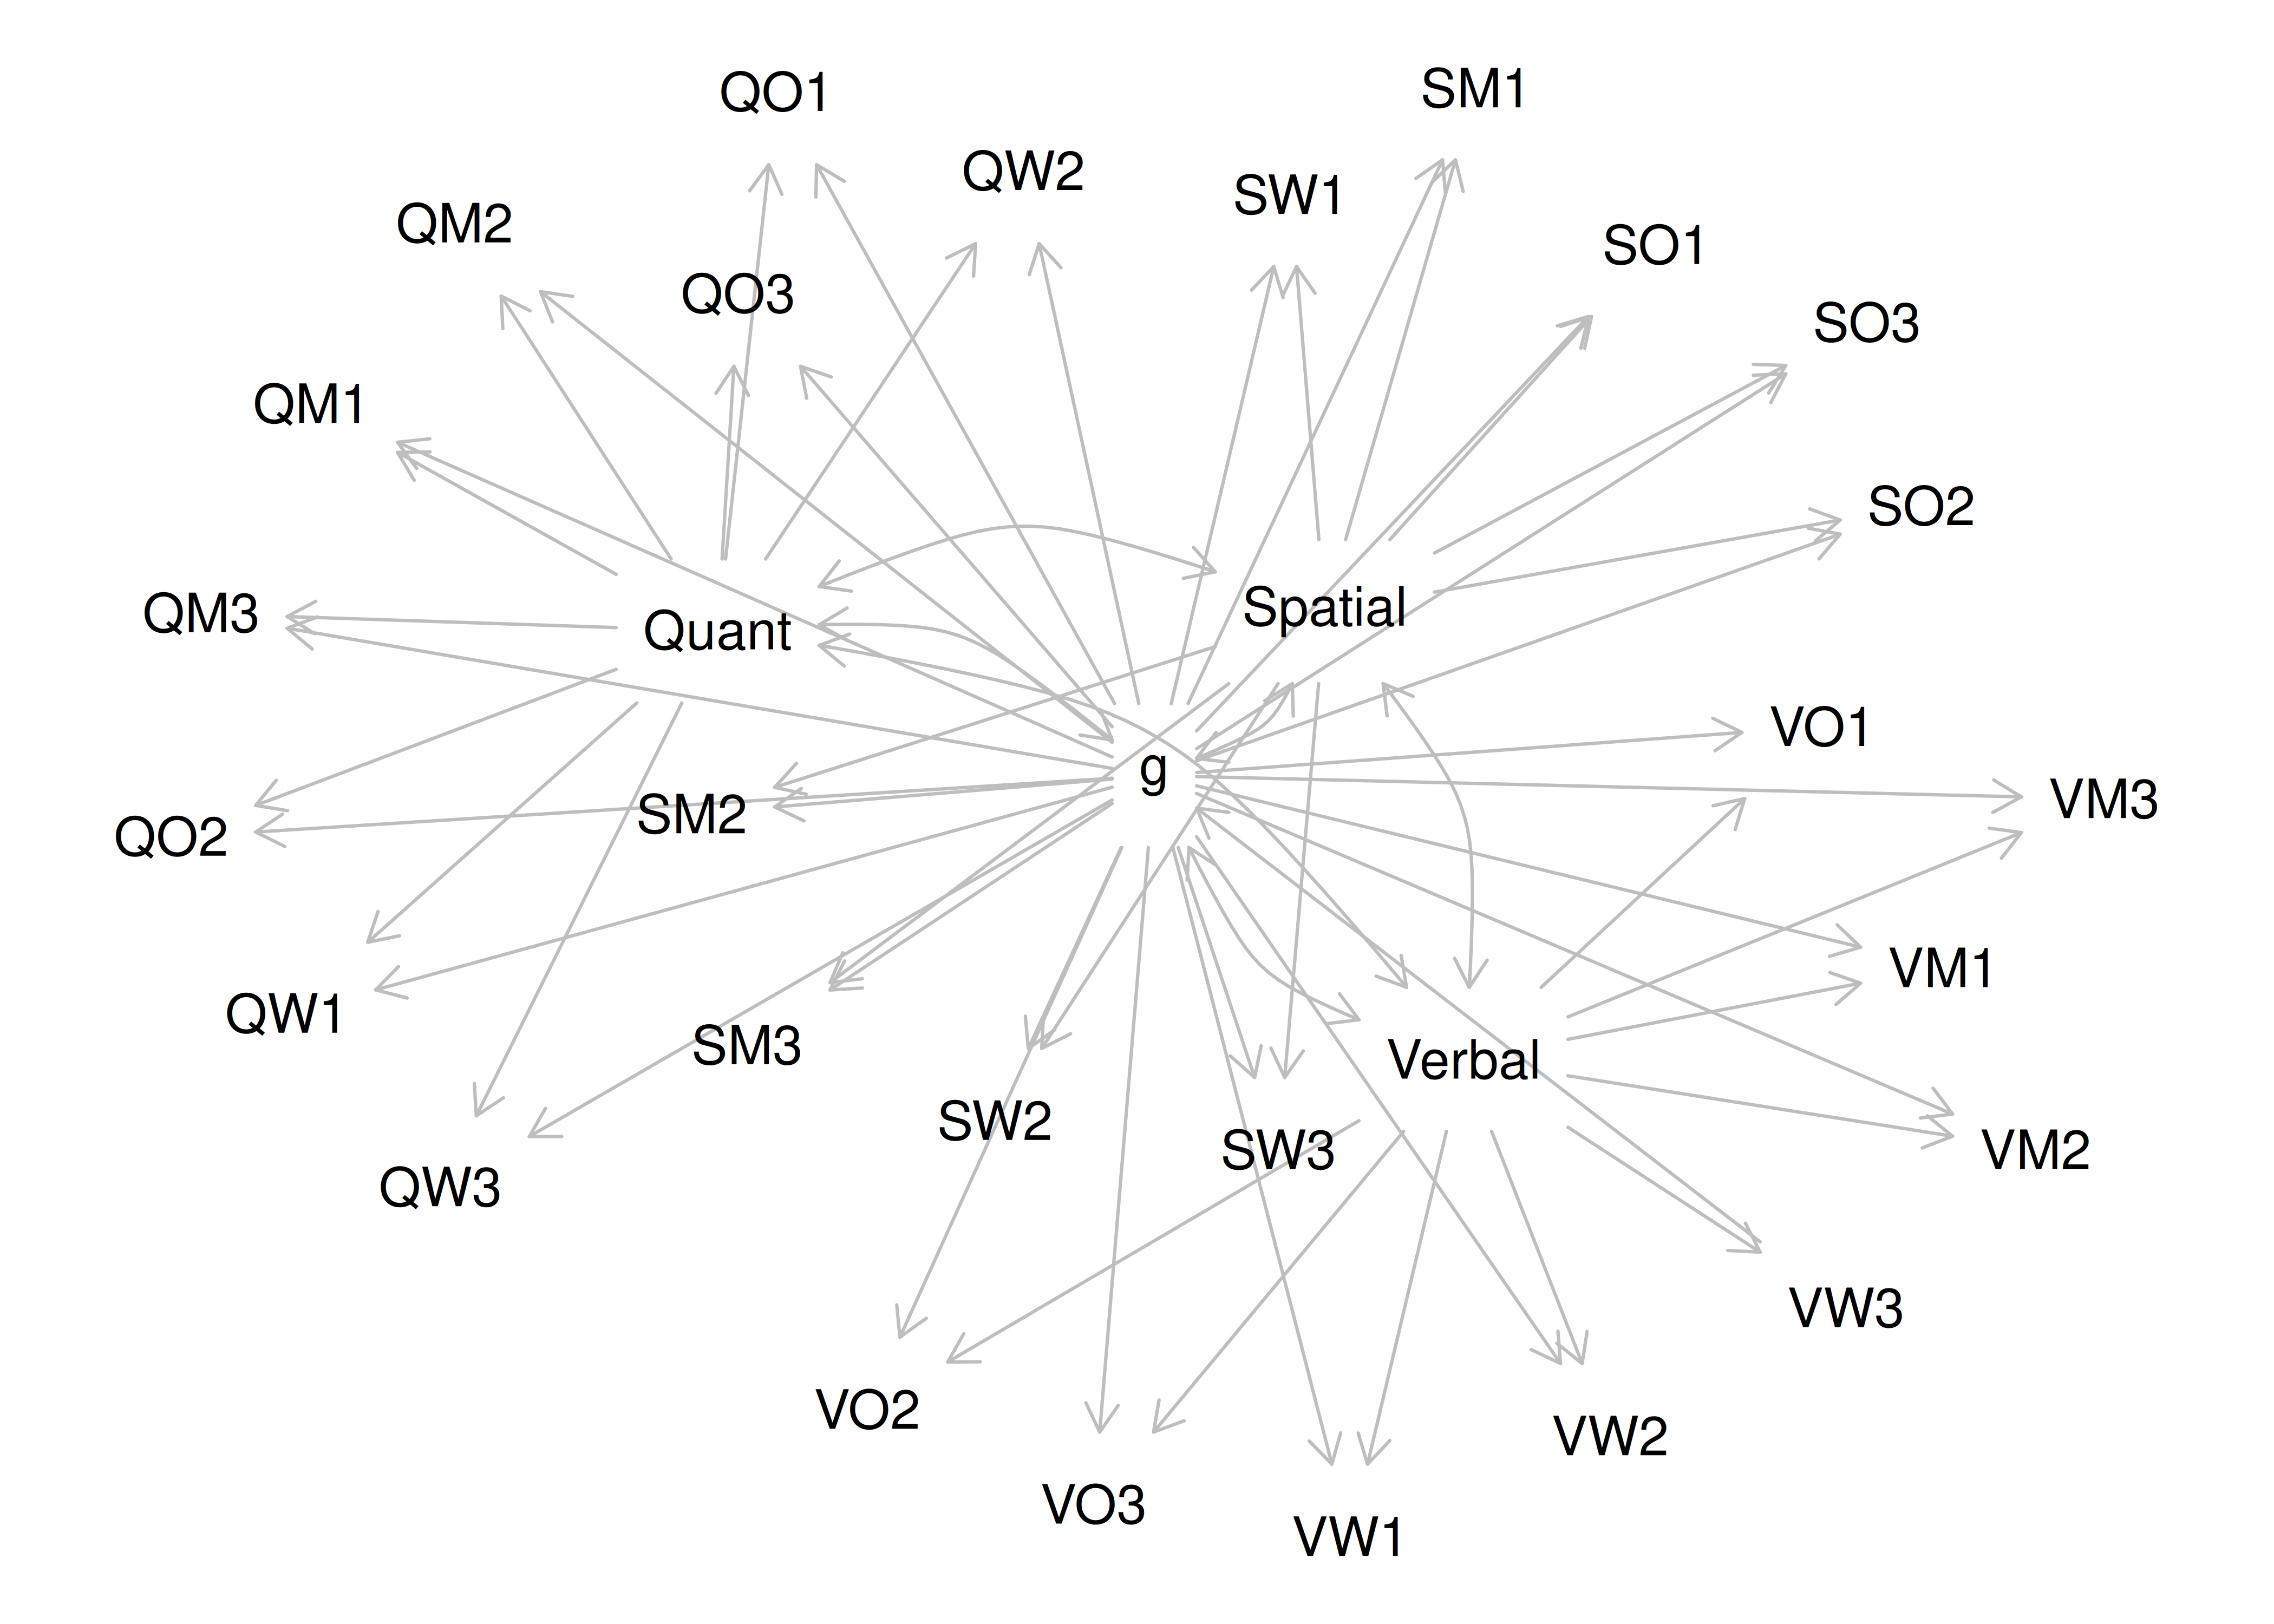 SM1
QO1
QW2
SW1
QM2
SO1
QO3
SO3
QM1
SO2
Spatial
QM3
Quant
VO1
g
VM3
SM2
QO2
VM1
QW1
SM3
Verbal
SW2
SW3
VM2
QW3
VW3
VO2
VW2
VO3
VW1